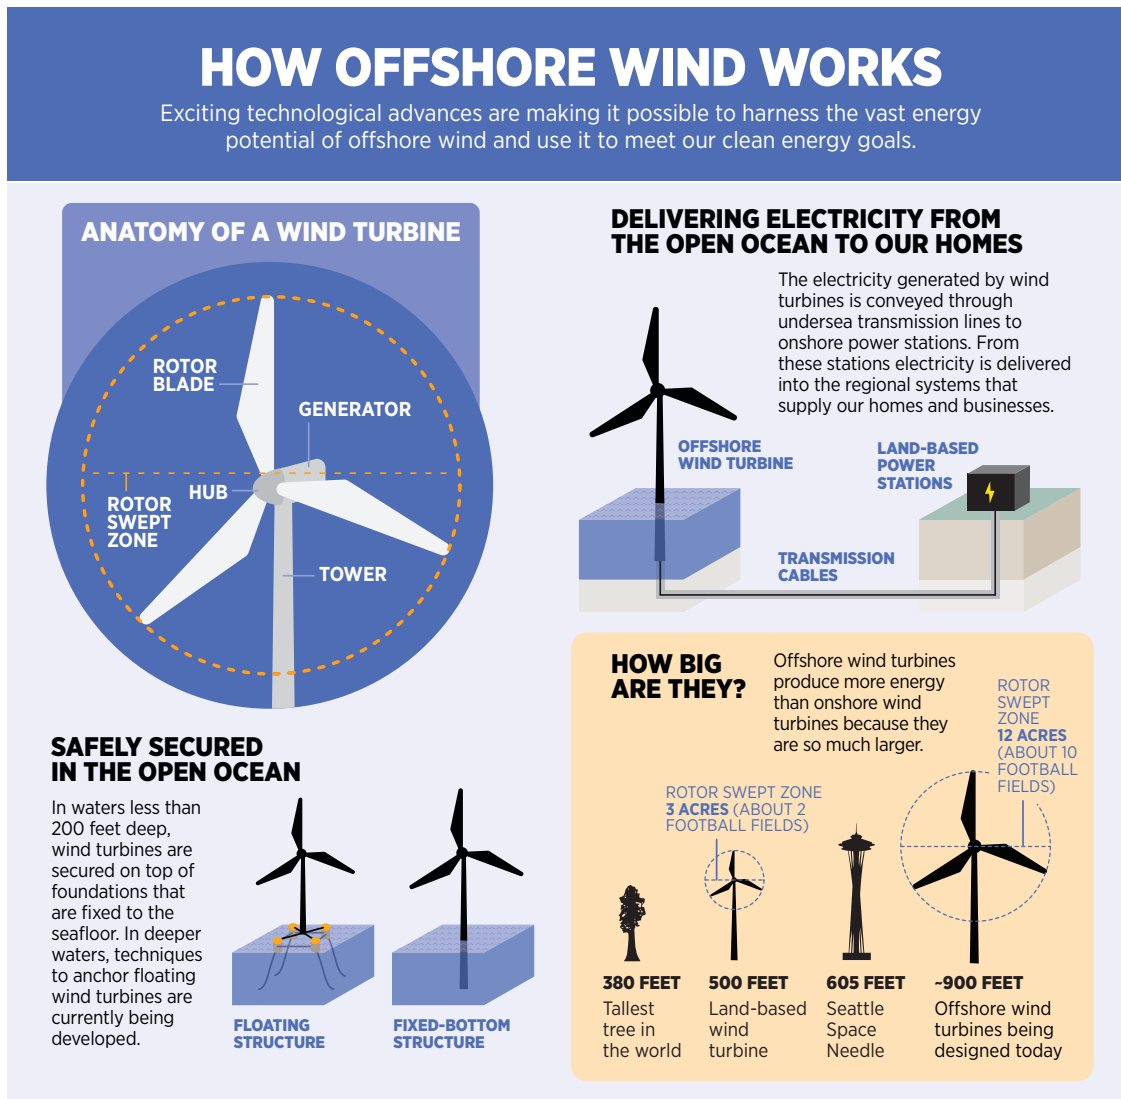 HOW OFFSHORE WIND WORKS
Exciting technological advances are making it possible to harness the vast energy
potential of offshore wind and use it to meet our clean energy goals.
ANATOMY OF A WIND TURBINE
ROTOR
BLADE
GENERATOR
HUB
ROTOR
SWEPT
ZONE
TOWER
DELIVERING ELECTRICITY FROM
THE OPEN OCEAN TO OUR HOMES
The electricity generated by wind
turbines is conveyed through
undersea transmission lines to
onshore power stations. From
these stations electricity is delivered
into the regional systems that
supply our homes and businesses.
OFFSHORE
WIND TURBINE
LAND-BASED
POWER
STATIONS
TRANSMISSION
CABLES
SAFELY SECURED
IN THE OPEN OCEAN
In waters less than
200 feet deep,
wind turbines are
secured on top of
foundations that
are fixed to the
seafloor. In deeper
waters, techniques
to anchor floating
wind turbines are
currently being
developed.
FLOATING
STRUCTURE
FIXED-BOTTOM
STRUCTURE
HOW BIG
ARE THEY?
Offshore wind turbines
produce more energy
than onshore wind
turbines because they
are so much larger.
ROTOR
SWEPT
ZONE
12 ACRES
(ABOUT 10
FOOTBALL
FIELDS)
ROTOR SWEPT ZONE
3 ACRES (ABOUT 2
FOOTBALL FIELDS)
380 FEET
Tallest
tree in
the world
500 FEET
Land-based
wind
turbine
605 FEET
Seattle
Space
Needle
~900 FEET
Offshore wind
turbines being
designed today